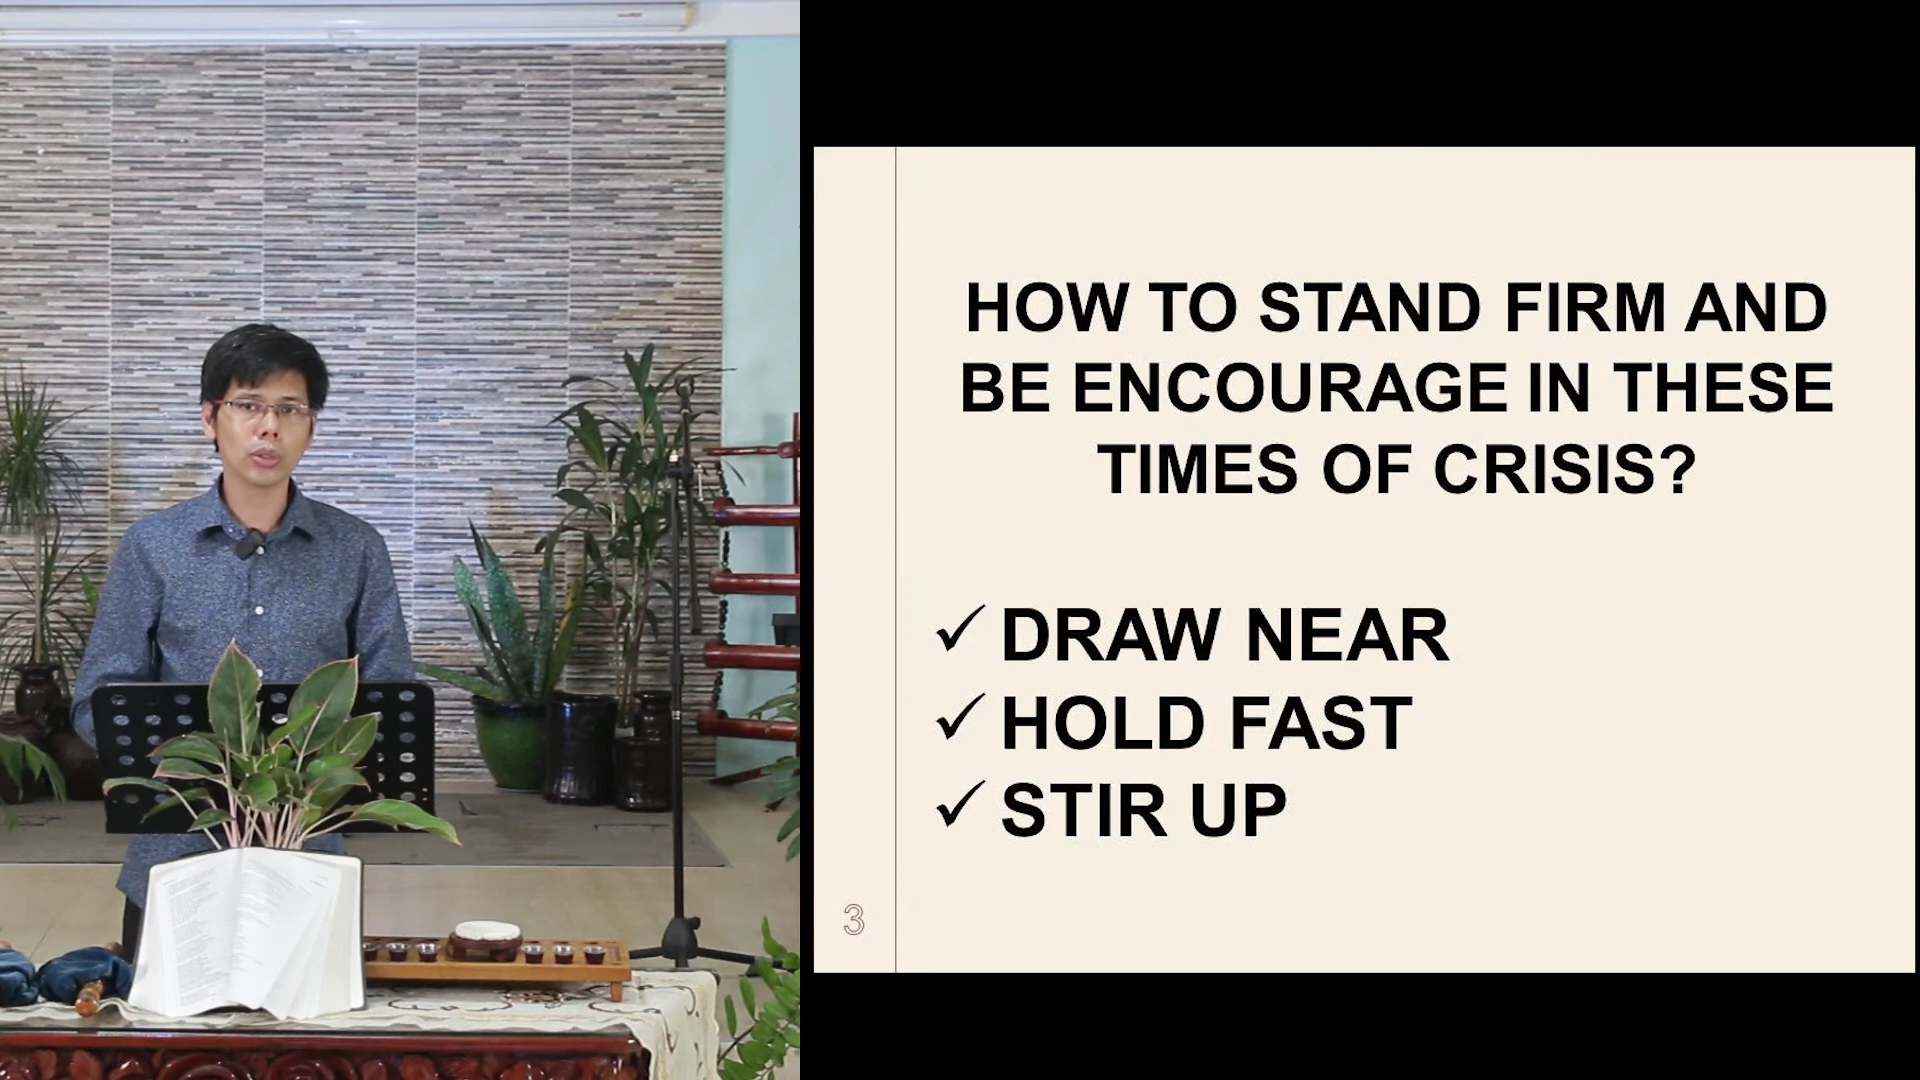 HOW TO STAND FIRM AND
BE ENCOURAGE IN THESE
TIMES OF CRISIS?
✓ DRAW NEAR
✓ HOLD FAST
✓ STIR UP
3